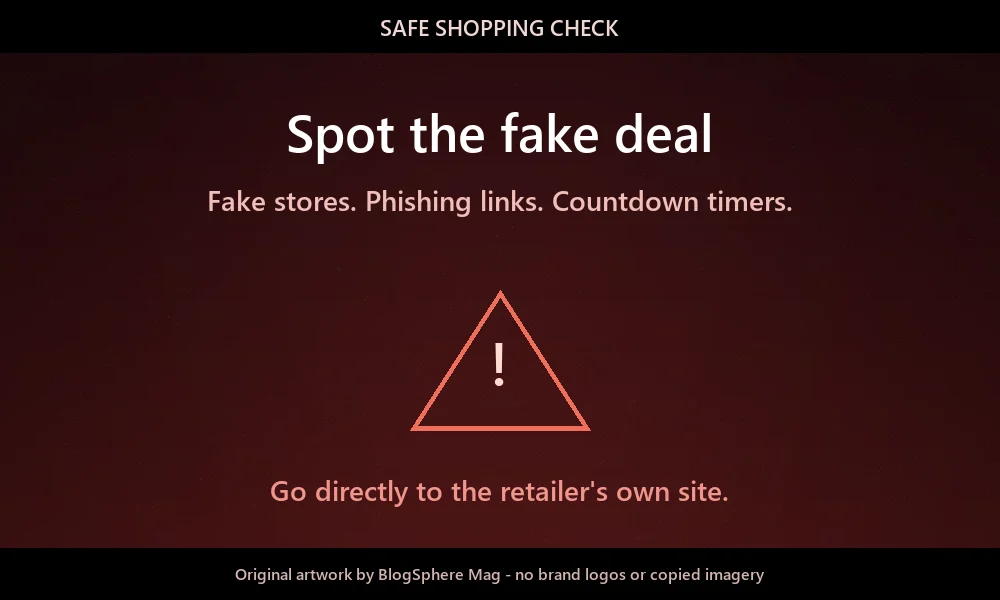 SAFE SHOPPING CHECK
Spot the fake deal
Fake stores. Phishing links. Countdown timers.
!
Go directly to the retailer's own site.
Original artwork by BlogSphere Mag - no brand logos or copied imagery